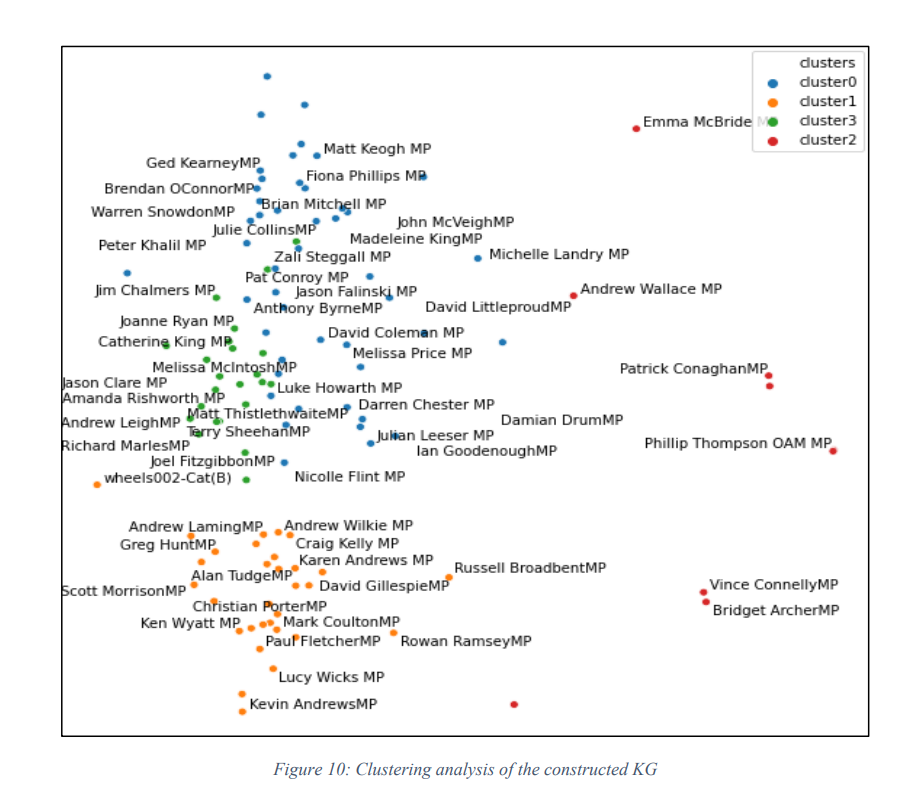 clusters
cluster0
cluster1
cluster3
cluster2
Emma McBride
Matt Keogh MP
Ged KearneyMP
Fiona Phillips MP
Brendan OConnorMP
Brian Mitchell MP
Warren SnowdonMP
John McVeighMP
Julie CollinsMP
Madeleine KingMP
Peter Khalil MP
Zali Steggall MP
Michelle Landry MP
Pat Conroy MP
Jim Chalmers MP
Jason Falinski MP
Andrew Wallace MP
Anthony ByrneMP
David LittleproudMP
Joanne Ryan MP
David Coleman MP
Catherine King MP
Melissa Price MP
Melissa McIntoshMP
Patrick ConaghanMP
Jason Clare MP
Luke Howarth MP
Amanda Rishworth MP
Darren Chester MP
Matt ThistlethwaiteMP
Andrew LeighMP
Damian DrumMP
Terry SheehanMP
Julian Leeser MP
Richard MarlesMP
Ian GoodenoughMP
Phillip Thompson OAM MP
Joel FitzgibbonMP
wheels002-Cat(B)
Nicolle Flint MP
Andrew LamingMP
Andrew Wilkie MP
Greg HuntMP
Craig Kelly MP
Karen Andrews MP
Russell BroadbentMP
Alan TudgeMP
David GillespieMP
Scott MorrisonMP
Vince ConnellyMP
Christian PorterMP
Bridget ArcherMP
Ken Wyatt MP
Mark CoultonMP
Paul FletcherMP
Rowan RamseyMP
Lucy Wicks MP
Kevin AndrewsMP
Figure 10: Clustering analysis of the constructed KG